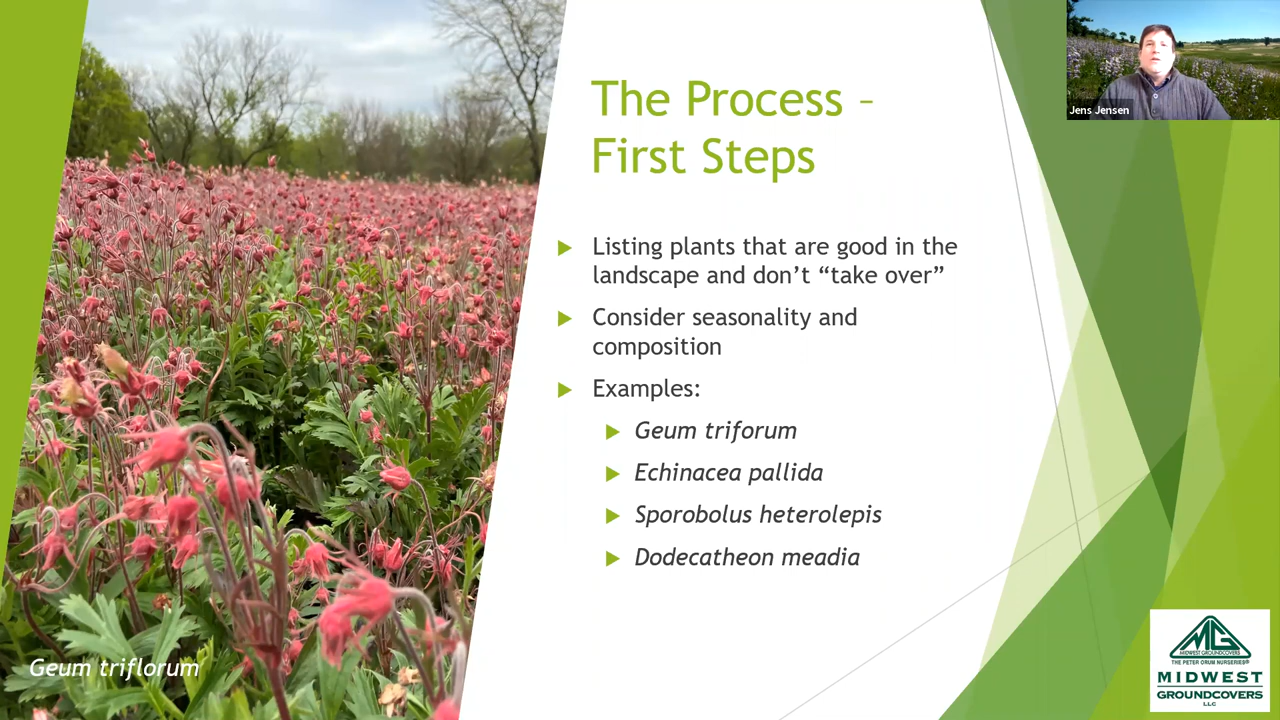 The Process –
First Steps
Listing plants that are good in the
landscape and don't “take over”
Consider seasonality and
composition
Examples:
Geum triforum
Echinacea pallida
Sporobolus heterolepis
Dodecatheon meadia
Geum triflorum
Jens Jensen
MG
MIDWEST GROUNDCOVERS
THE PETER ORUM NURSERIES®
MIDWEST
GROUNDCOVERS
LLC